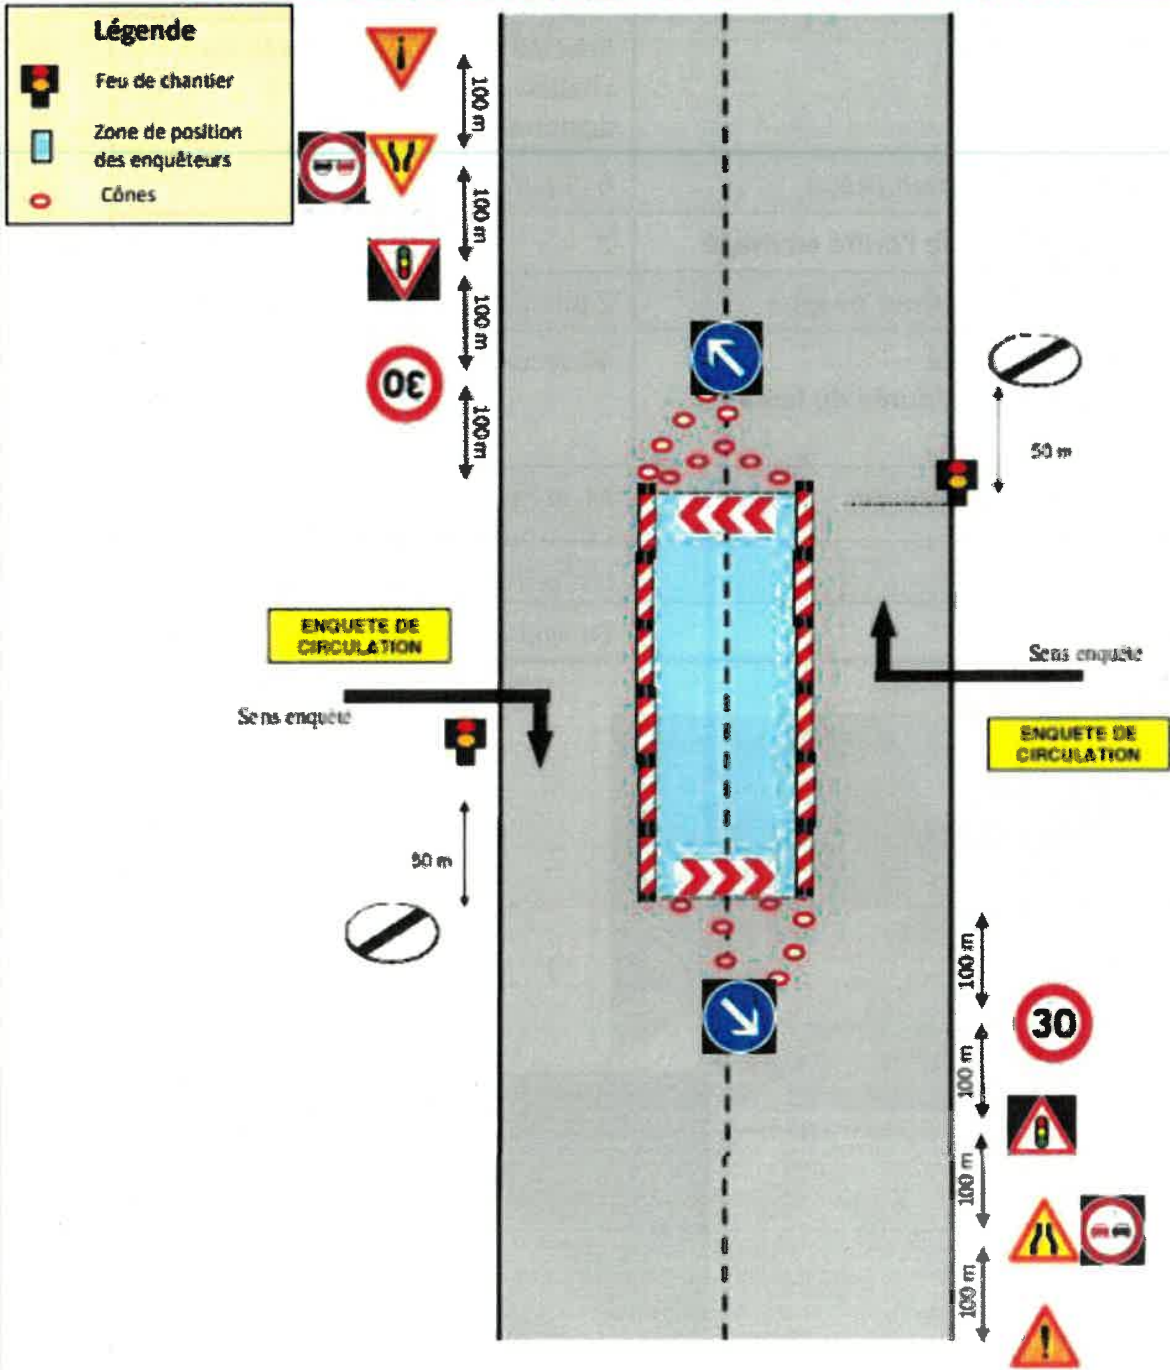 Légende
Feu de chantier
Zone de position
des enquêteurs
Cônes
100 m
100 m
100 m
100 m
30
50 m
ENQUETE DE
CIRCULATION
Sens enquête
Sens enquête
ENQUETE DE
CIRCULATION
50 m
100 m
30
100 m
100 m
100 m